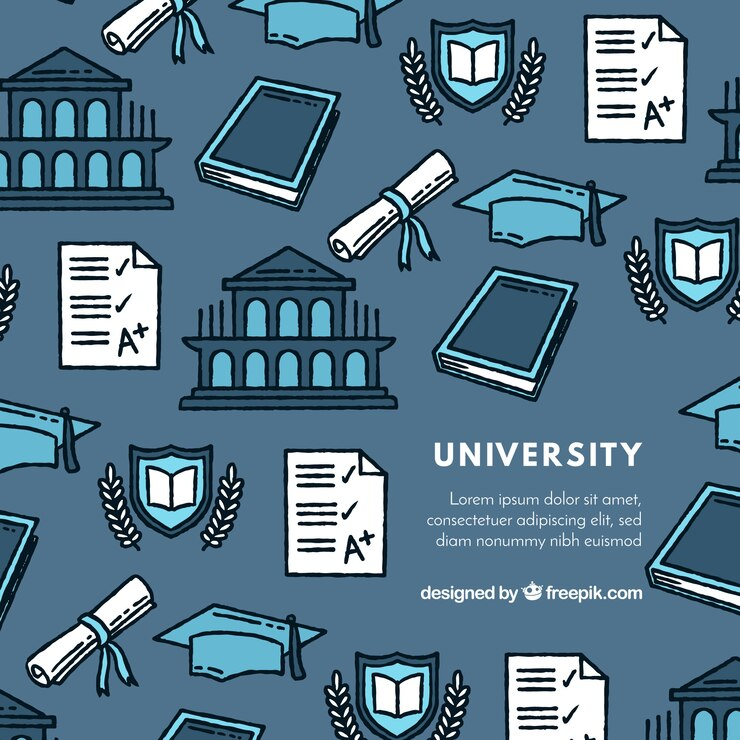 A+
A+
UNIVERSITY
Lorem ipsum dolor sit amet,
consectetuer adipiscing elit, sed
diam nonummy nibh euismod
A+
designed by freepik.com